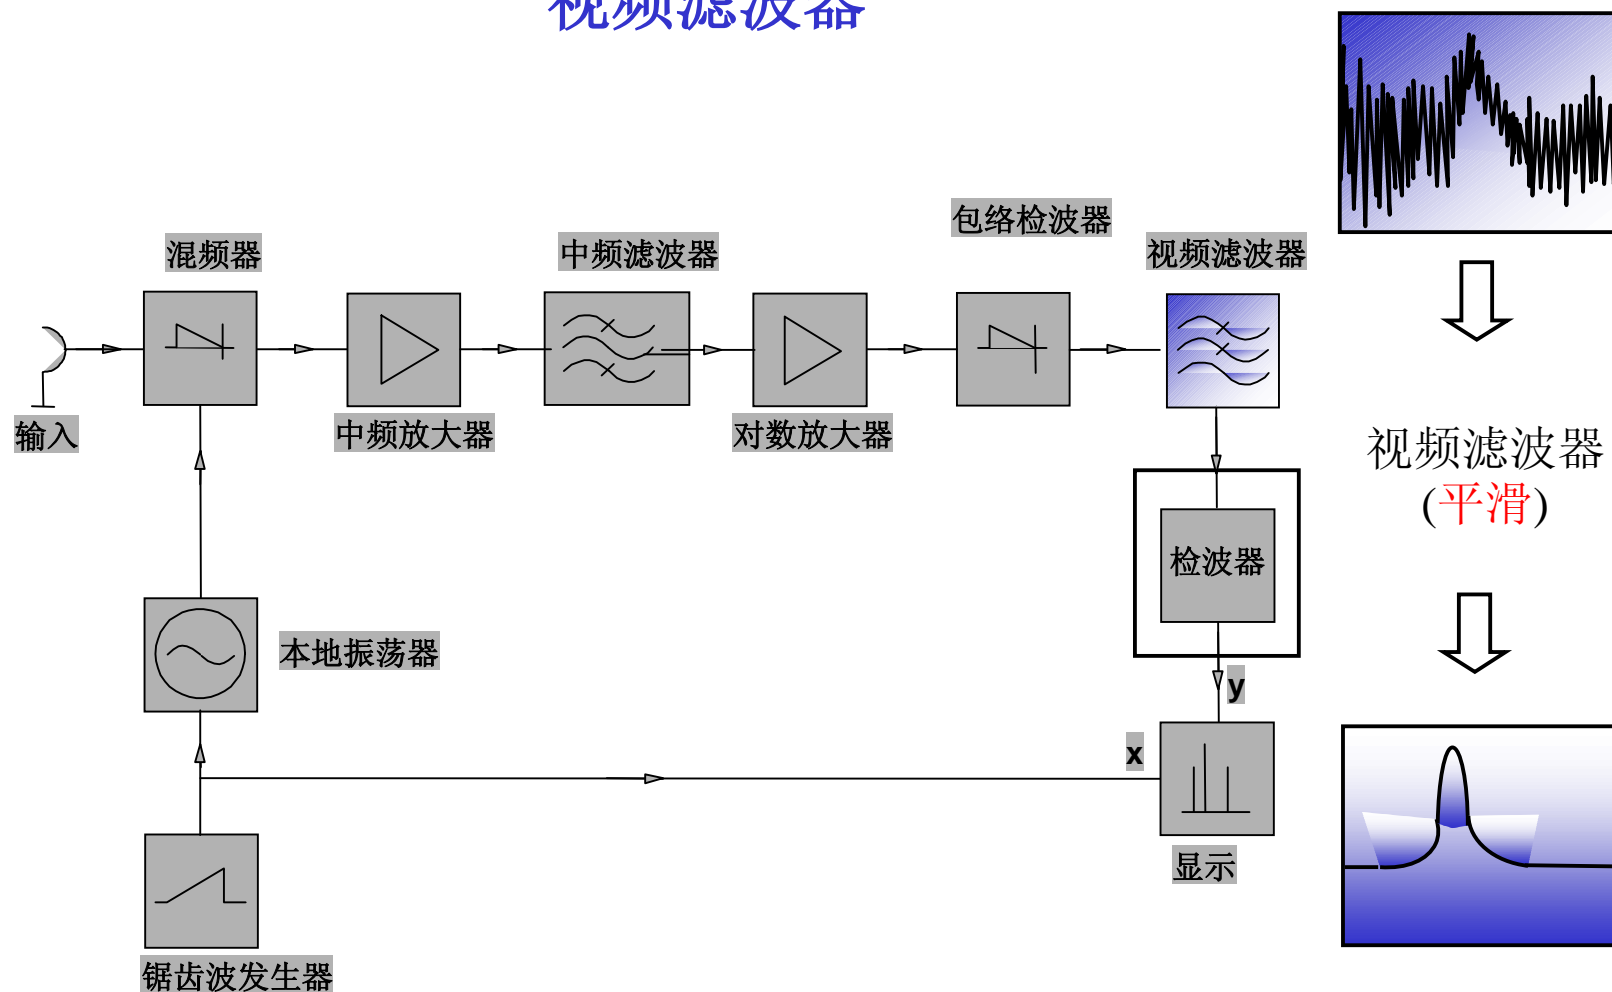 视频滤波器
包络检波器
混频器
中频滤波器
视频滤波器
输入
中频放大器
对数放大器
视频滤波器
(平滑)
检波器
本地振荡器
y
x
显示
锯齿波发生器